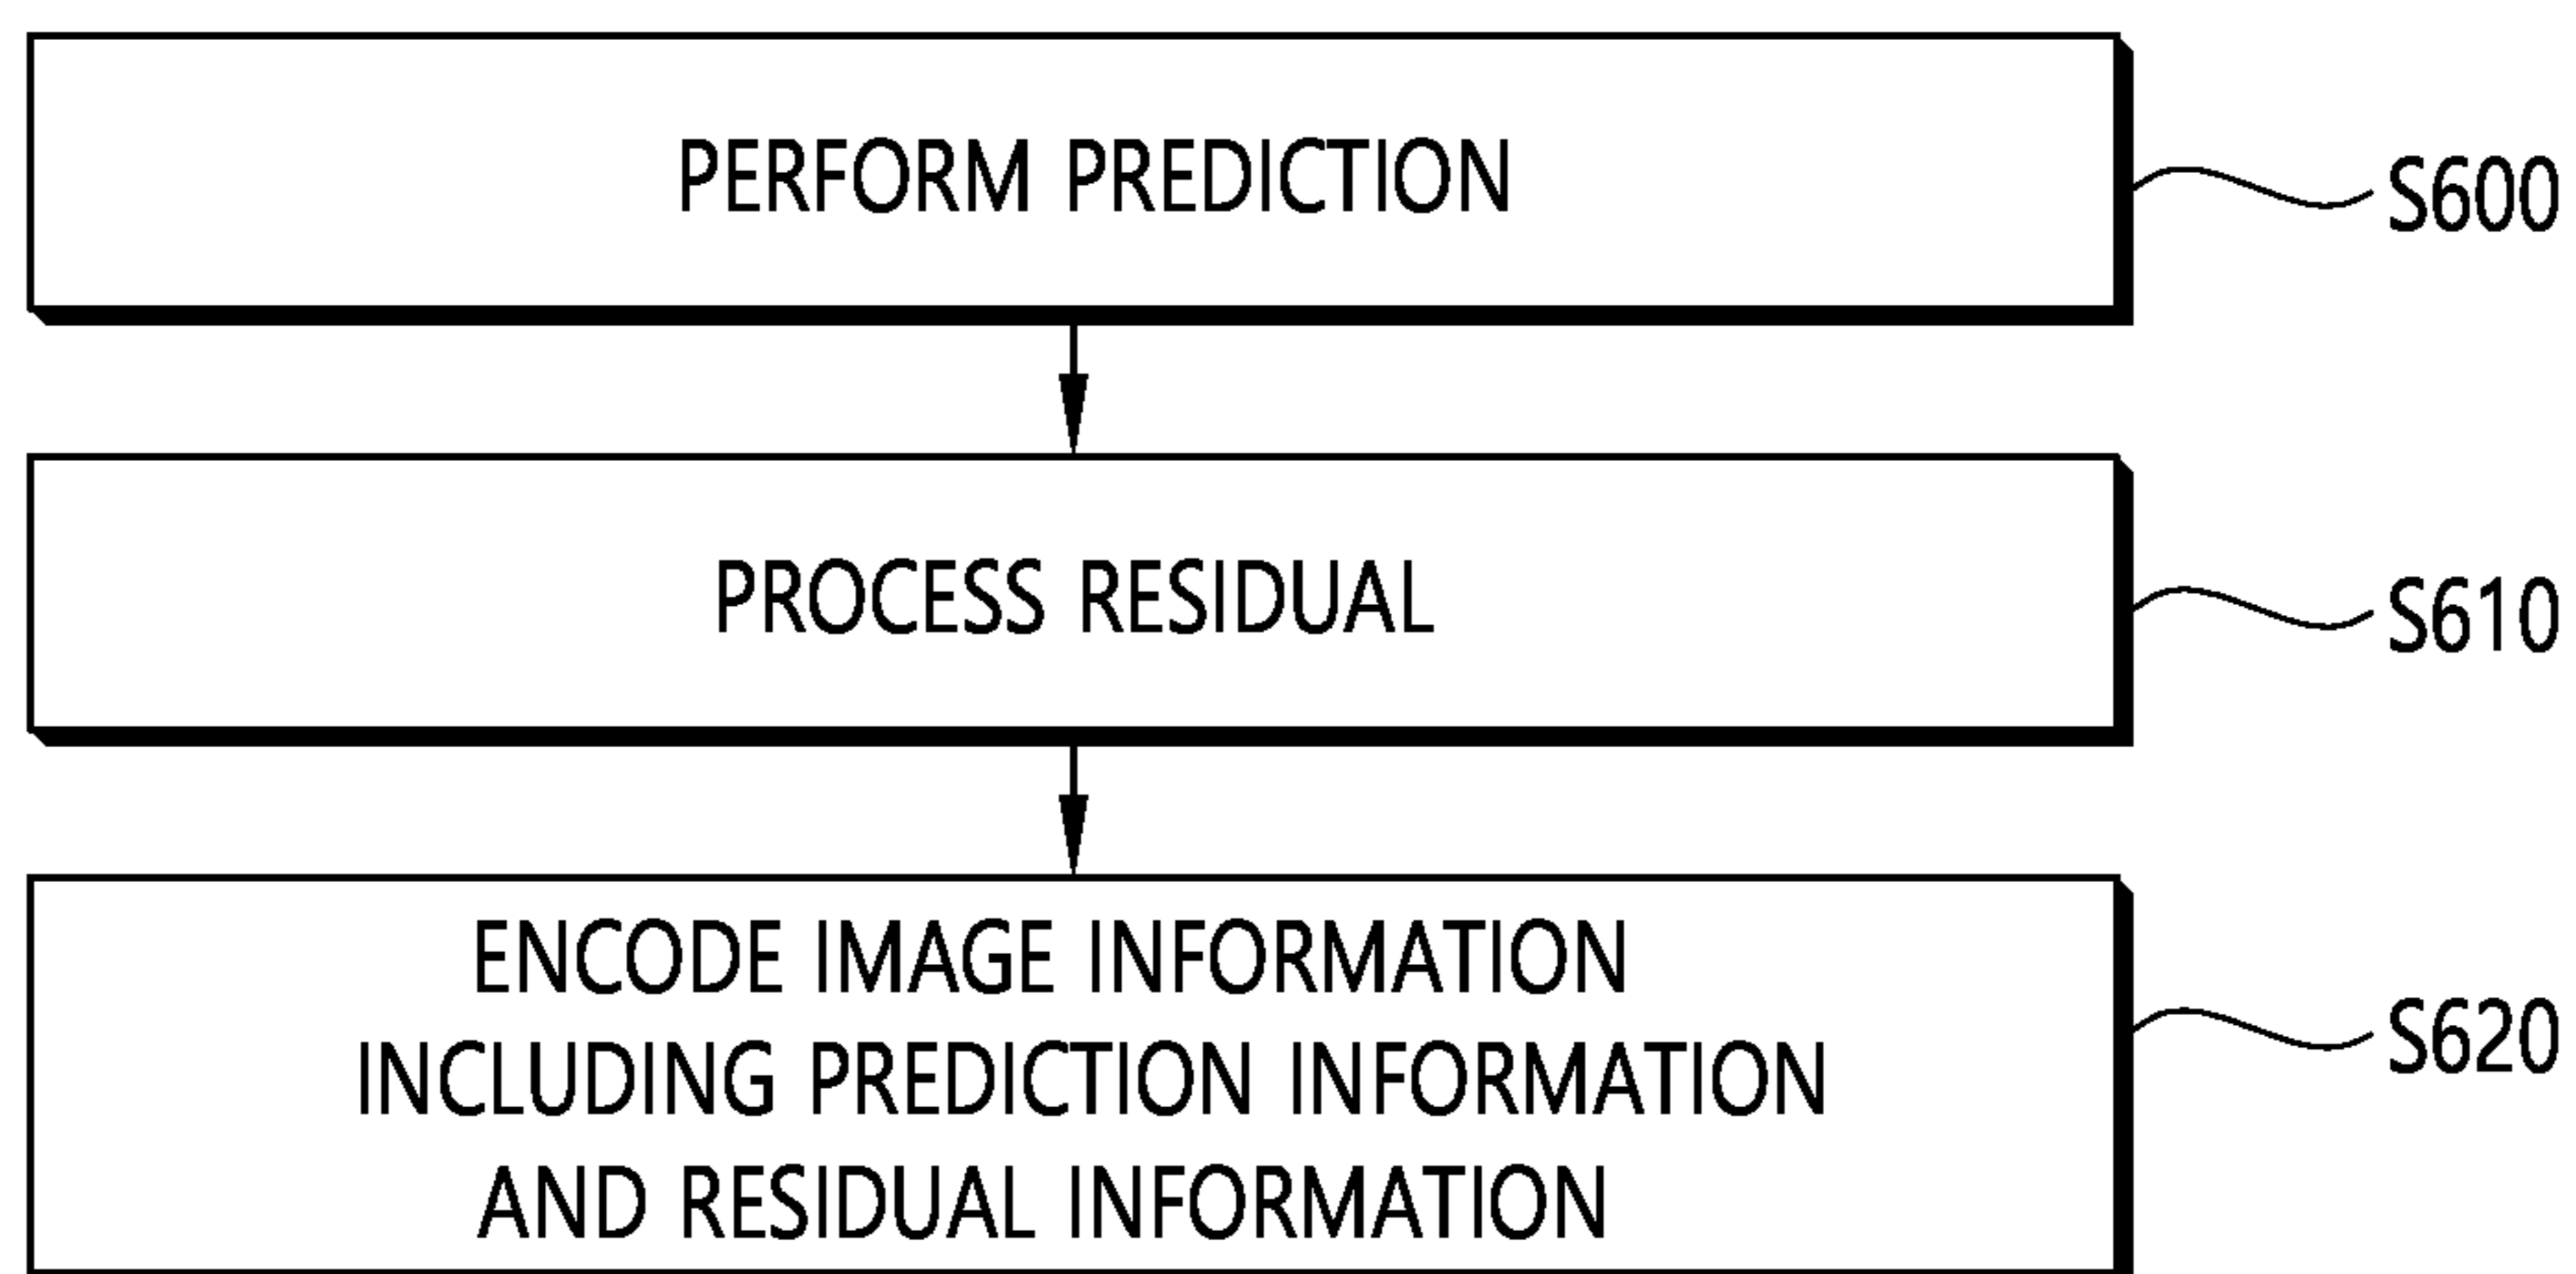 PERFORM PREDICTION
S600
PROCESS RESIDUAL
S610
ENCODE IMAGE INFORMATION
INCLUDING PREDICTION INFORMATION
AND RESIDUAL INFORMATION
S620